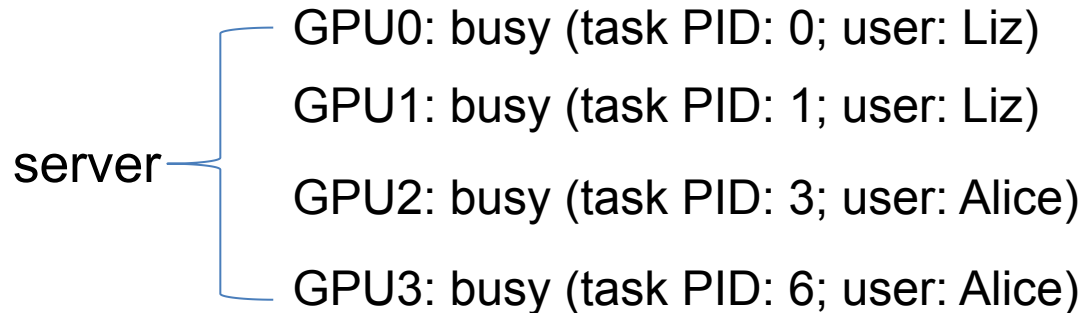 GPU0: busy (task PID: 0; user: Liz)
GPU1: busy (task PID: 1; user: Liz)
server
GPU2: busy (task PID: 3; user: Alice)
GPU3: busy (task PID: 6; user: Alice)